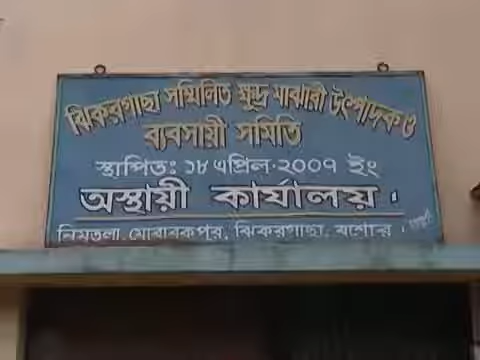 ঝিকরগাছা সম্মিলিত ক্ষুদ্র মাঝারী উৎপাদক ও
ব্যবসায়ী সমিতি
স্থাপিতঃ ১৮ এপ্রিল-২০০৭ ইং
অস্থায়ী কার্যালয়।
নিমতলা, মোবারকপুর, ঝিকরগাছা, যশোর।